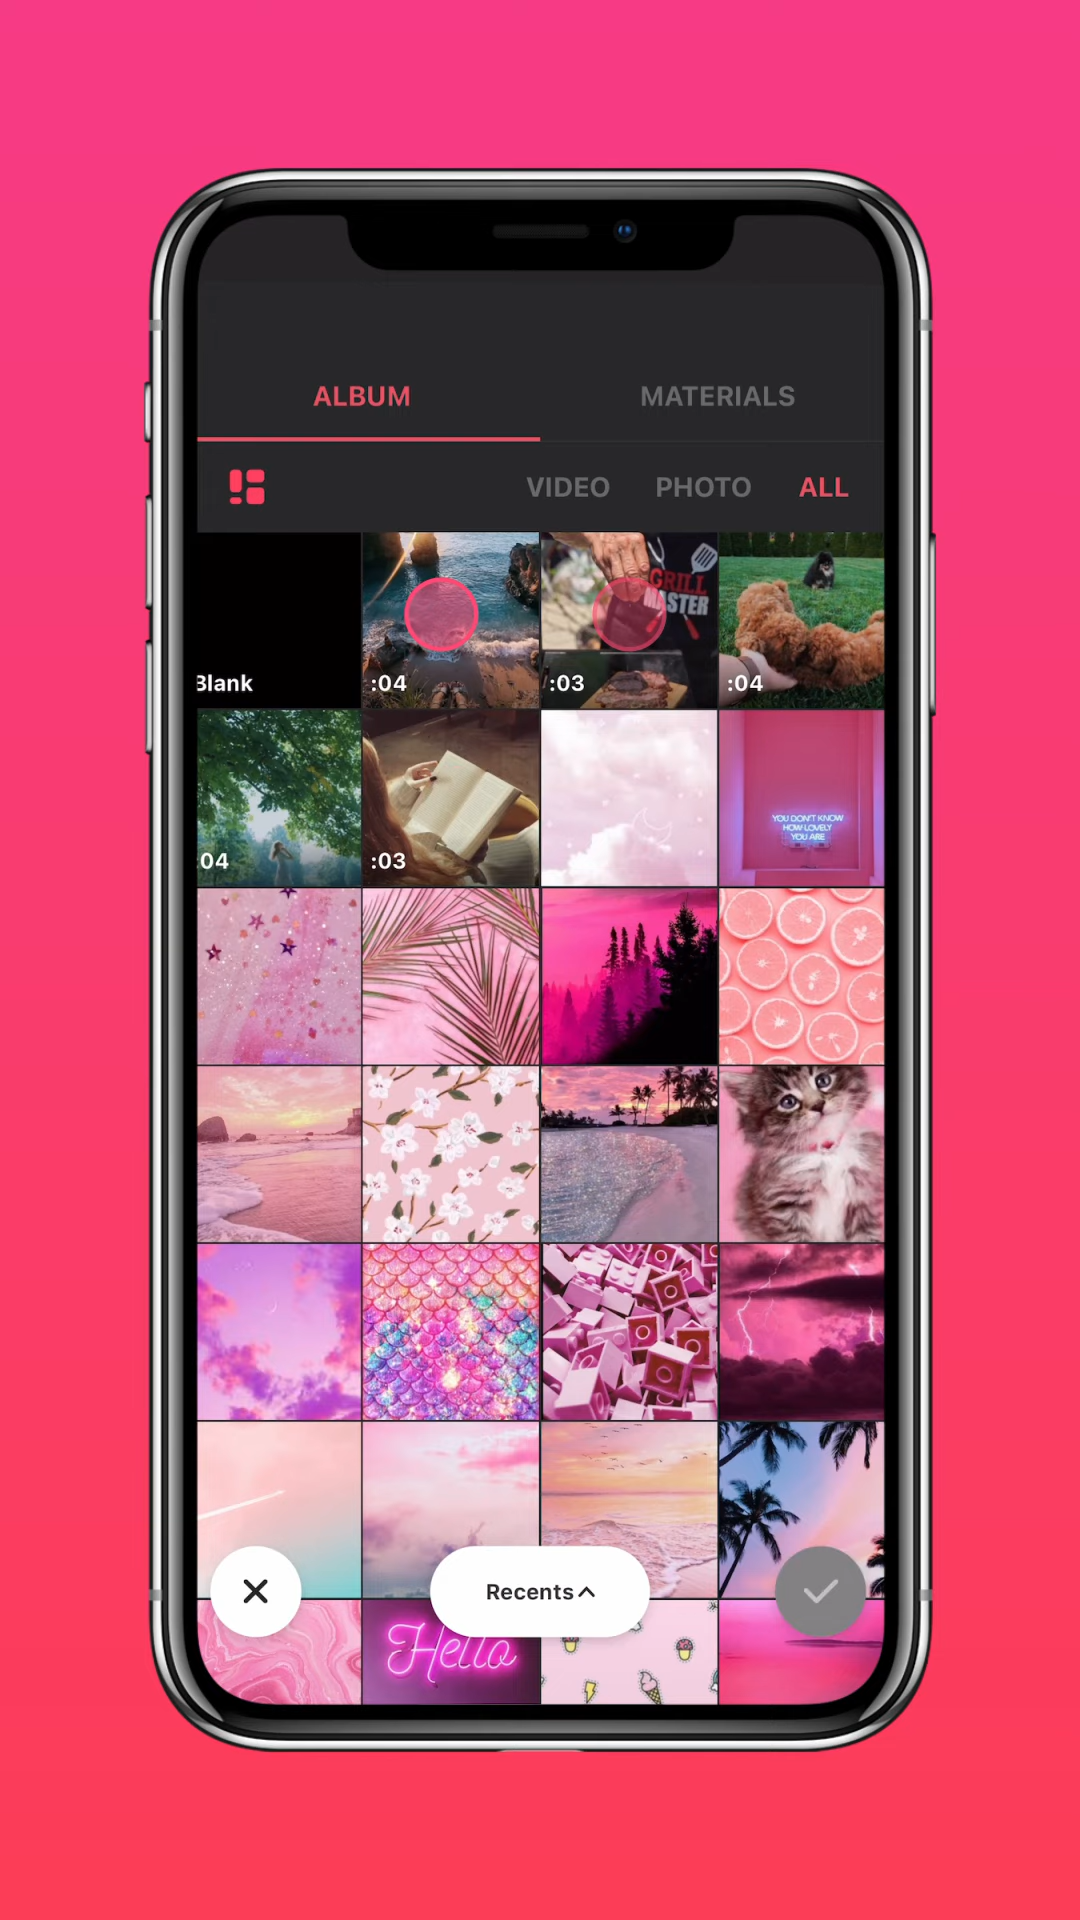 ALBUM
MATERIALS
VIDEO
PHOTO
ALL
GRILL
MASTER
Blank
:04
:03
:04
:04
:03
YOU DON'T KNOW
HOW LOVELY
YOU ARE
Recents
Hello